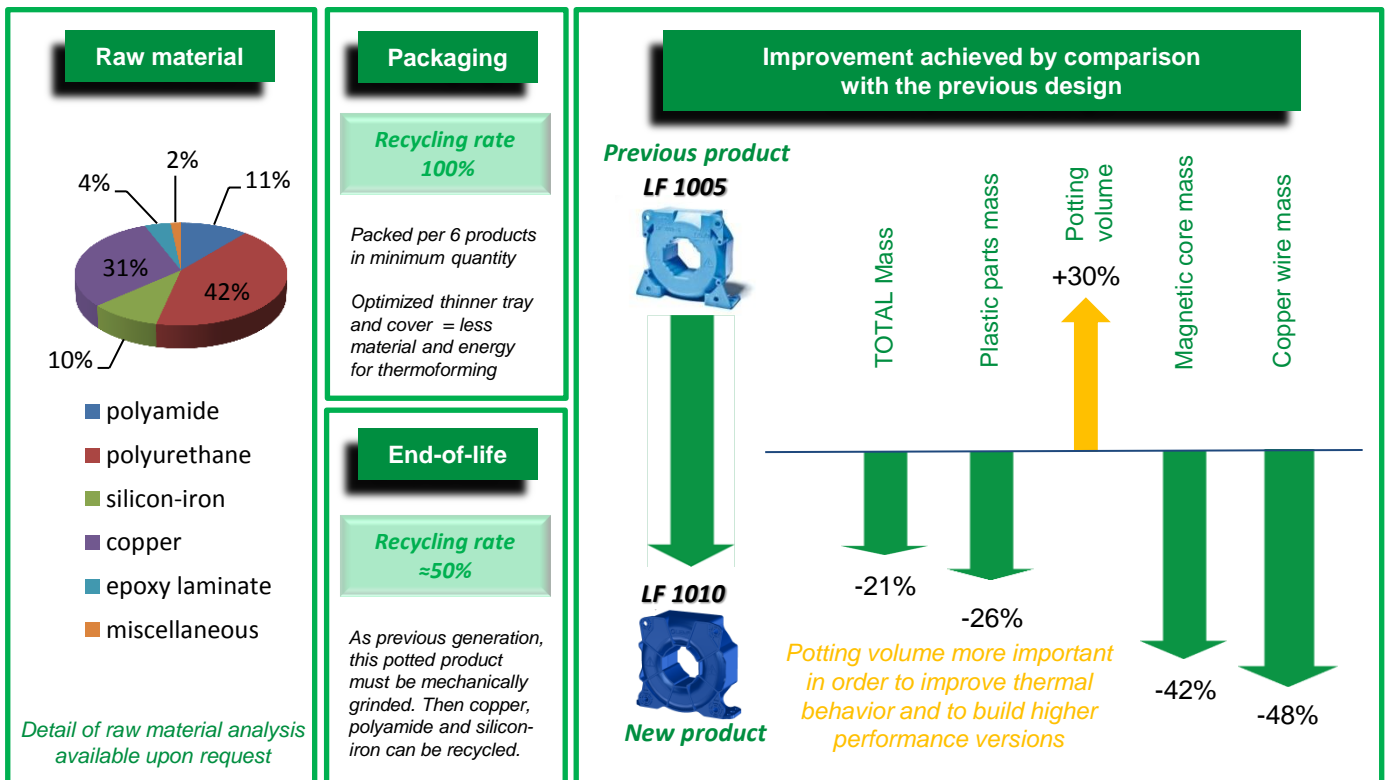 Raw material
2%
4%
11%
31%
42%
10%
polyamide
polyurethane
silicon-iron
copper
epoxy laminate
miscellaneous
Detail of raw material analysis
available upon request
Packaging
Recycling rate
100%
Packed per 6 products
in minimum quantity
Optimized thinner tray
and cover = less
material and energy
for thermoforming
End-of-life
Recycling rate
≈50%
As previous generation,
this potted product
must be mechanically
grinded. Then copper,
polyamide and silicon-
iron can be recycled.
Improvement achieved by comparison
with the previous design
Previous product
LF 1005
LF 1010
New product
TOTAL Mass
Plastic parts mass
Potting
volume
Magnetic core mass
Copper wire mass
+30%
-21%
-26%
-42%
-48%
Potting volume more important
in order to improve thermal
behavior and to build higher
performance versions